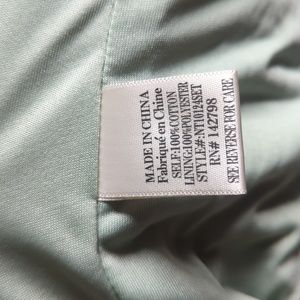 MADE IN CHINA
Fabriqué en Chine
SELF:100%COTTON
LINING:100%POLYESTER
STYLE#:NT10124SET
RN# 142798
SEE REVERSE FOR CARE